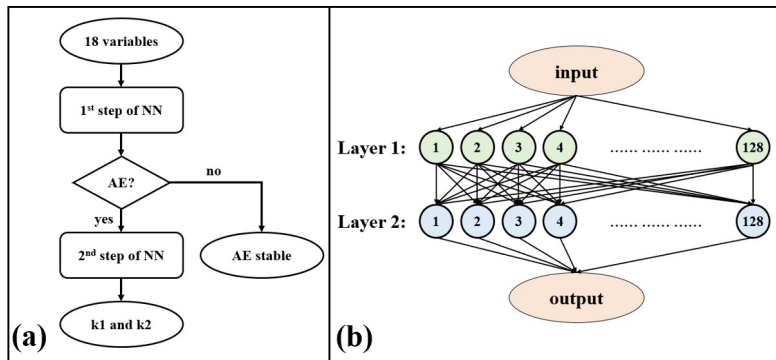 18 variables
1st step of NN
AE?
no
yes
2nd step of NN
AE stable
k1 and k2
(a)
input
Layer 1:
1 2 3 4 ...... ...... ...... 128
Layer 2:
1 2 3 4 ...... ...... ...... 128
output
(b)